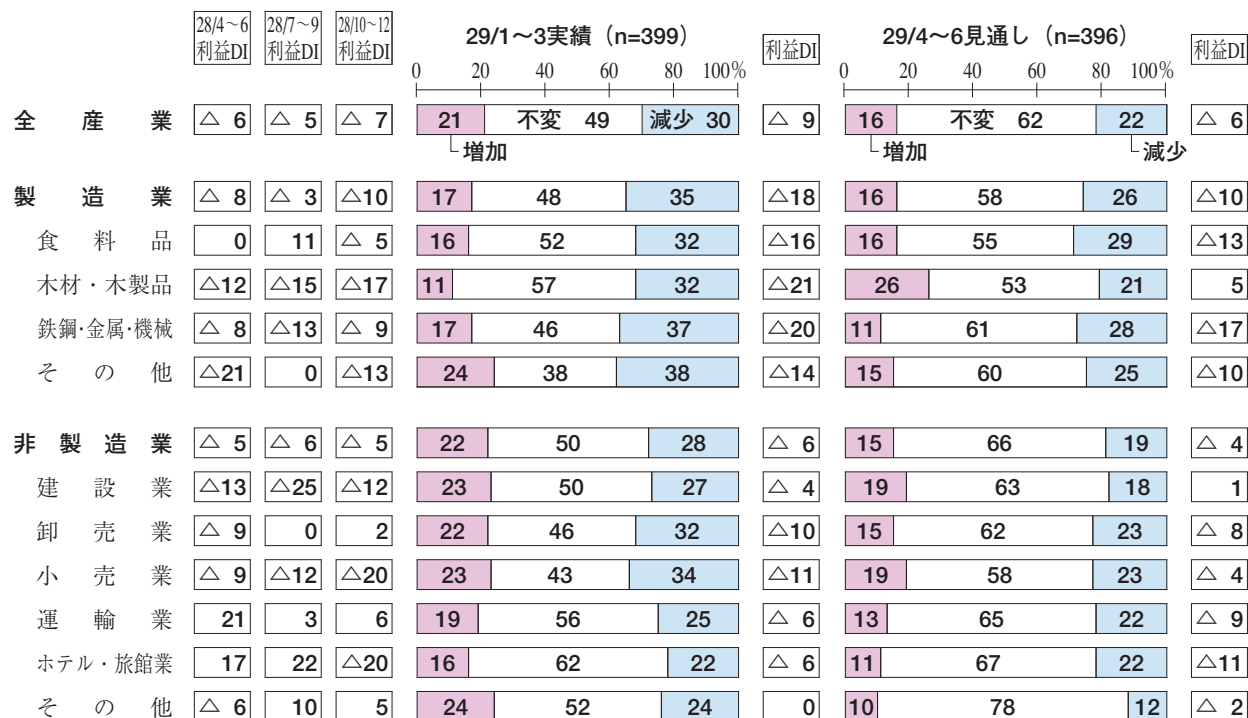 28/4～6 利益DI 28/7～9 利益DI 28/10～12 利益DI 29/1～3実績（n=399） 利益DI 29/4～6見通し（n=396） 利益DI
0 20 40 60 80 100% 0 20 40 60 80 100%
全産業 △ 6 △ 5 △ 7 21 不変 49 減少 30 △ 9 16 不変 62 22 △ 6
増加 増加 減少
製造業 △ 8 △ 3 △10 17 48 35 △18 16 58 26 △10
食料品 0 11 △ 5 16 52 32 △16 16 55 29 △13
木材・木製品 △12 △15 △17 11 57 32 △21 26 53 21 5
鉄鋼･金属･機械 △ 8 △13 △ 9 17 46 37 △20 11 61 28 △17
その他 △21 0 △13 24 38 38 △14 15 60 25 △10
非製造業 △ 5 △ 6 △ 5 22 50 28 △ 6 15 66 19 △ 4
建設業 △13 △25 △12 23 50 27 △ 4 19 63 18 1
卸売業 △ 9 0 2 22 46 32 △10 15 62 23 △ 8
小売業 △ 9 △12 △20 23 43 34 △11 19 58 23 △ 4
運輸業 21 3 6 19 56 25 △ 6 13 65 22 △ 9
ホテル・旅館業 17 22 △20 16 62 22 △ 6 11 67 22 △11
その他 △ 6 10 5 24 52 24 0 10 78 12 △ 2